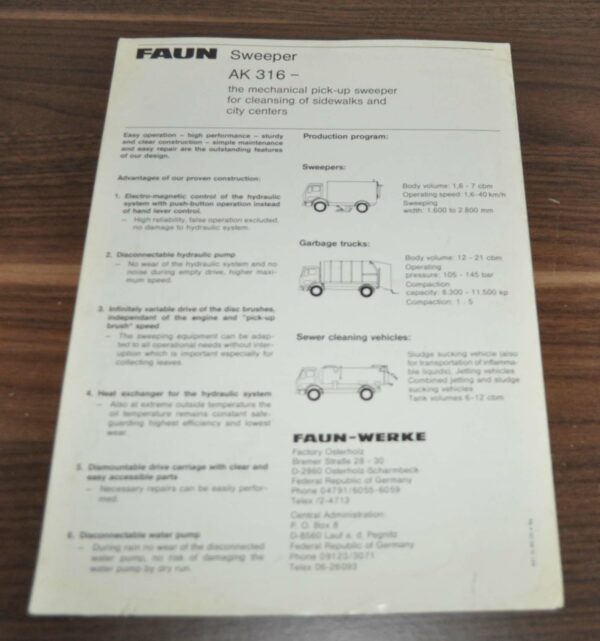 FAUN Sweeper
AK 316 –
the mechanical pick-up sweeper
for cleansing of sidewalks and
city centers
Easy operation – high performance – sturdy
and clear construction – simple maintenance
and easy repair are the outstanding features
of our design.
Advantages of our proven construction:
1. Electro-magnetic control of the hydraulic
system with push-button operation instead
of hand lever control.
– High reliability, false operation excluded,
no damage to hydraulic system.
2. Disconnectable hydraulic pump
– No wear of the hydraulic system and no
noise during empty drive, higher maxi-
mum speed.
3. Infinitely variable drive of the disc brushes,
independant of the engine and "pick-up
brush" speed
– The sweeping equipment can be adap-
ted to all operational needs without inter-
uption which is important especially for
collecting leaves.
4. Heat exchanger for the hydraulic system
– Also at extreme outside temperature the
oil temperature remains constant safe-
guarding highest efficiency and lowest
wear.
5. Dismountable drive carriage with clear and
easy accessible parts
– Necessary repairs can be easily perfor-
med.
6. Disconnectable water pump
– During rain no wear of the disconnected
water pump, no risk of damaging the
water pump by dry run.
Production program:
Sweepers:
Body volume: 1,6 - 7 cbm
Operating speed: 1,6-40 km/h
Sweeping
width: 1.600 to 2.800 mm
Garbage trucks:
Body volume: 12 - 21 cbm
Operating
pressure: 105 - 145 bar
Compaction
capacity: 8.300 - 11.500 kp
Compaction: 1 : 5
Sewer cleaning vehicles:
Sludge sucking vehicle (also
for transportation of inflamma-
ble liquids), Jetting vehicles
Combined jetting and sludge
sucking vehicles
Tank volumes 6-12 cbm
FAUN-WERKE
Factory Osterholz
Bremer Straße 28 - 30
D-2860 Osterholz-Scharmbeck
Federal Republic of Germany
Phone 04791/6055-6059
Telex /2-4713
Central Administration:
P. O. Box 8
D-8560 Lauf a. d. Pegnitz
Federal Republic of Germany
Phone 09123/3071
Telex 06-26093